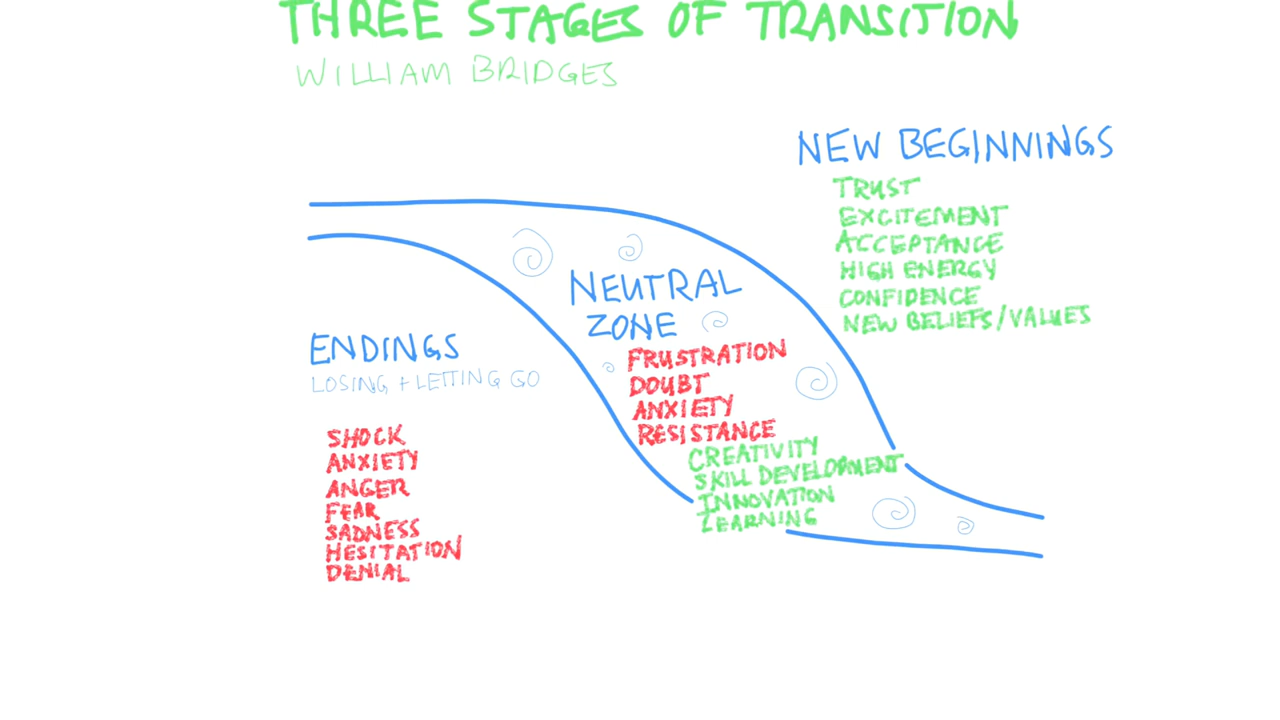 THREE STAGES OF TRANSITION
WILLIAM BRIDGES
ENDINGS
LOSING + LETTING GO
SHOCK
ANXIETY
ANGER
FEAR
SADNESS
HESITATION
DENIAL
NEUTRAL
ZONE
FRUSTRATION
DOUBT
ANXIETY
RESISTANCE
CREATIVITY
SKILL DEVELOPMENT
INNOVATION
LEARNING
NEW BEGINNINGS
TRUST
EXCITEMENT
ACCEPTANCE
HIGH ENERGY
CONFIDENCE
NEW BELIEFS/VALUES